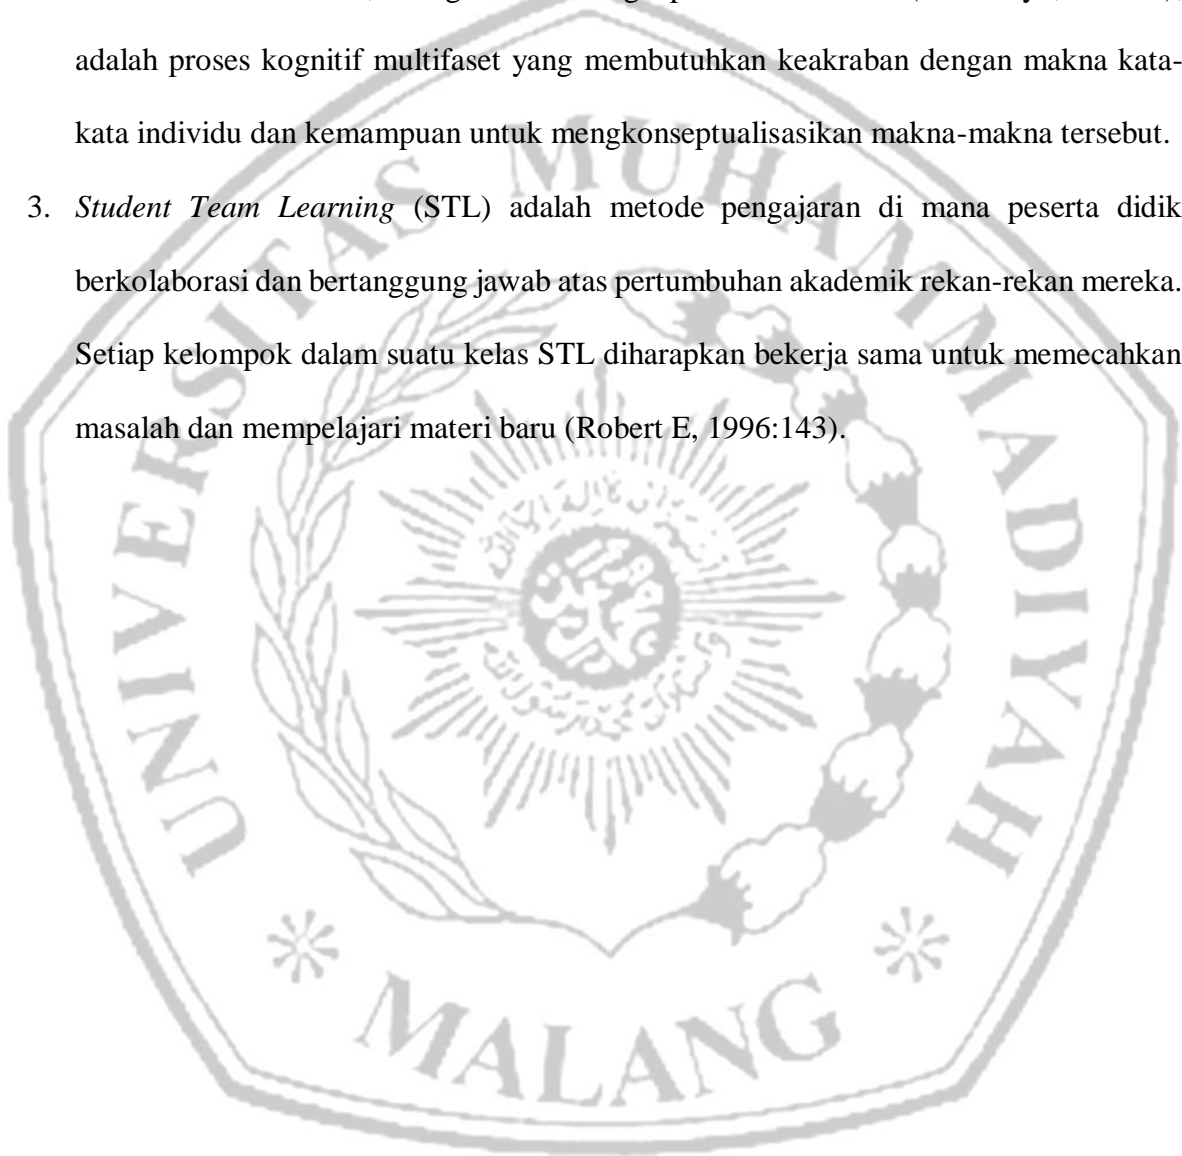 adalah proses kognitif multifaset yang membutuhkan keakraban dengan makna kata-
kata individu dan kemampuan untuk mengkonseptualisasikan makna-makna tersebut.
3. Student Team Learning (STL) adalah metode pengajaran di mana peserta didik
berkolaborasi dan bertanggung jawab atas pertumbuhan akademik rekan-rekan mereka.
Setiap kelompok dalam suatu kelas STL diharapkan bekerja sama untuk memecahkan
masalah dan mempelajari materi baru (Robert E, 1996:143).
UNIVERSITAS MUHAMMADIYAH
MALANG